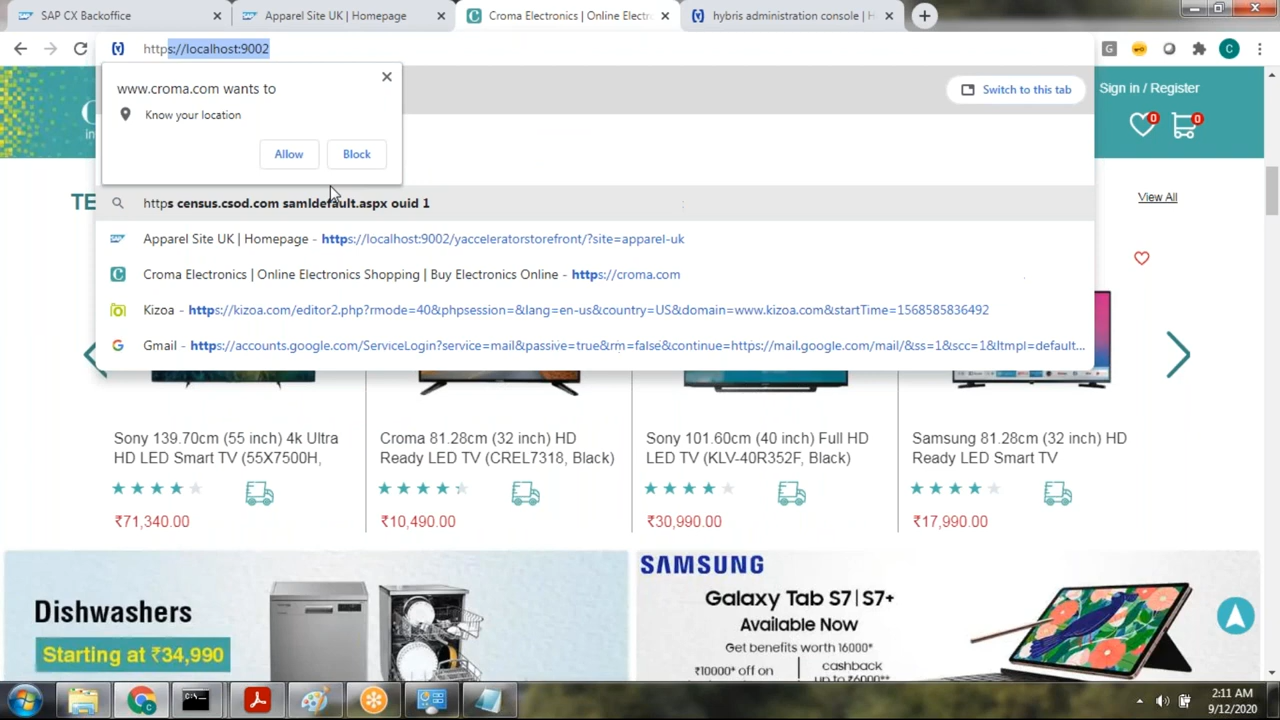 SAP CX Backoffice
Apparel Site UK | Homepage
Croma Electronics | Online Electr
hybris administration console | H
https://localhost:9002
www.croma.com wants to
Know your location
Allow
Block
Switch to this tab
Sign in / Register
0
0
in
https census.csod.com samldefault.aspx ouid 1
Apparel Site UK | Homepage - https://localhost:9002/yacceleratorstorefront/?site=apparel-uk
Croma Electronics | Online Electronics Shopping | Buy Electronics Online - https://croma.com
Kizoa - https://kizoa.com/editor2.php?rmode=40&phpsession=&lang=en-us&country=US&domain=www.kizoa.com&startTime=1568585836492
Gmail - https://accounts.google.com/ServiceLogin?service=mail&passive=true&rm=false&continue=https://mail.google.com/mail/&ss=1&scc=1&ltmpl=default...
TE
View All
Sony 139.70cm (55 inch) 4k Ultra
HD LED Smart TV (55X7500H,
₹71,340.00
Croma 81.28cm (32 inch) HD
Ready LED TV (CREL7318, Black)
₹10,490.00
Sony 101.60cm (40 inch) Full HD
LED TV (KLV-40R352F, Black)
₹30,990.00
Samsung 81.28cm (32 inch) HD
Ready LED Smart TV
₹17,990.00
Dishwashers
Starting at ₹34,990
SAMSUNG
Galaxy Tab S7 | S7+
Available Now
Get benefits worth 16000*
₹10000* off on
cashback
up to ₹6000*
2:11 AM
9/12/2020